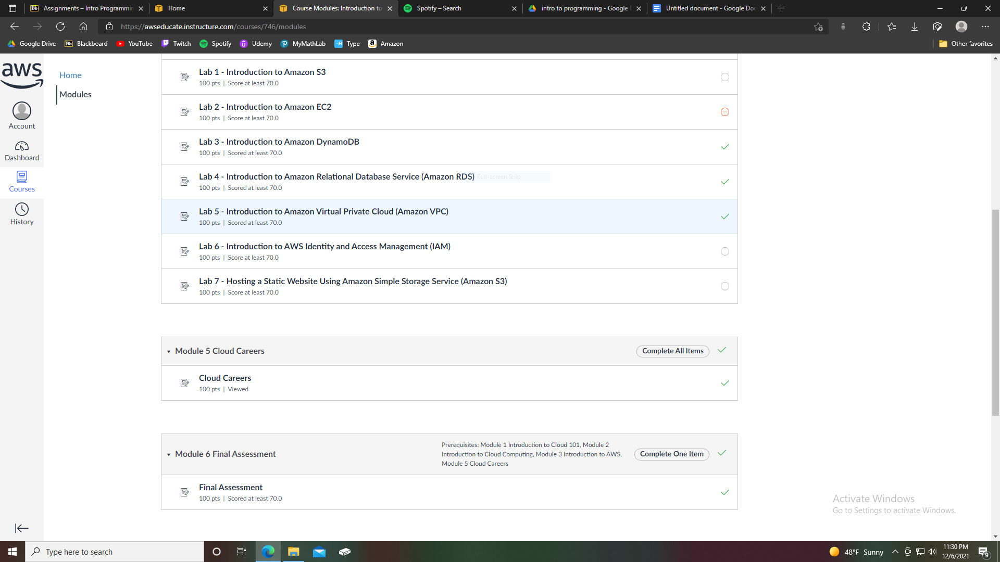 Assignments – Intro Programmin
Home
Course Modules: Introduction to
Spotify – Search
intro to programming - Google
Untitled document - Google Doc
https://awseducate.instructure.com/courses/746/modules
Google Drive
Bb
Blackboard
YouTube
Twitch
Spotify
Udemy
MyMathLab
Type
Amazon
Other favorites
aws
Account
Dashboard
Courses
History
Home
Modules
Lab 1 - Introduction to Amazon S3
100 pts | Score at least 70.0
Lab 2 - Introduction to Amazon EC2
100 pts | Score at least 70.0
Lab 3 - Introduction to Amazon DynamoDB
100 pts | Scored at least 70.0
Lab 4 - Introduction to Amazon Relational Database Service (Amazon RDS)
Full-screen Snip
100 pts | Scored at least 70.0
Lab 5 - Introduction to Amazon Virtual Private Cloud (Amazon VPC)
100 pts | Scored at least 70.0
Lab 6 - Introduction to AWS Identity and Access Management (IAM)
100 pts | Score at least 70.0
Lab 7 - Hosting a Static Website Using Amazon Simple Storage Service (Amazon S3)
100 pts | Score at least 70.0
Module 5 Cloud Careers
Complete All Items
Cloud Careers
100 pts | Viewed
Module 6 Final Assessment
Prerequisites: Module 1 Introduction to Cloud 101, Module 2
Introduction to Cloud Computing, Module 3 Introduction to AWS,
Module 5 Cloud Careers
Complete One Item
Final Assessment
100 pts | Scored at least 70.0
Activate Windows
Go to Settings to activate Windows.
Type here to search
48°F Sunny
11:30 PM
12/6/2021
9